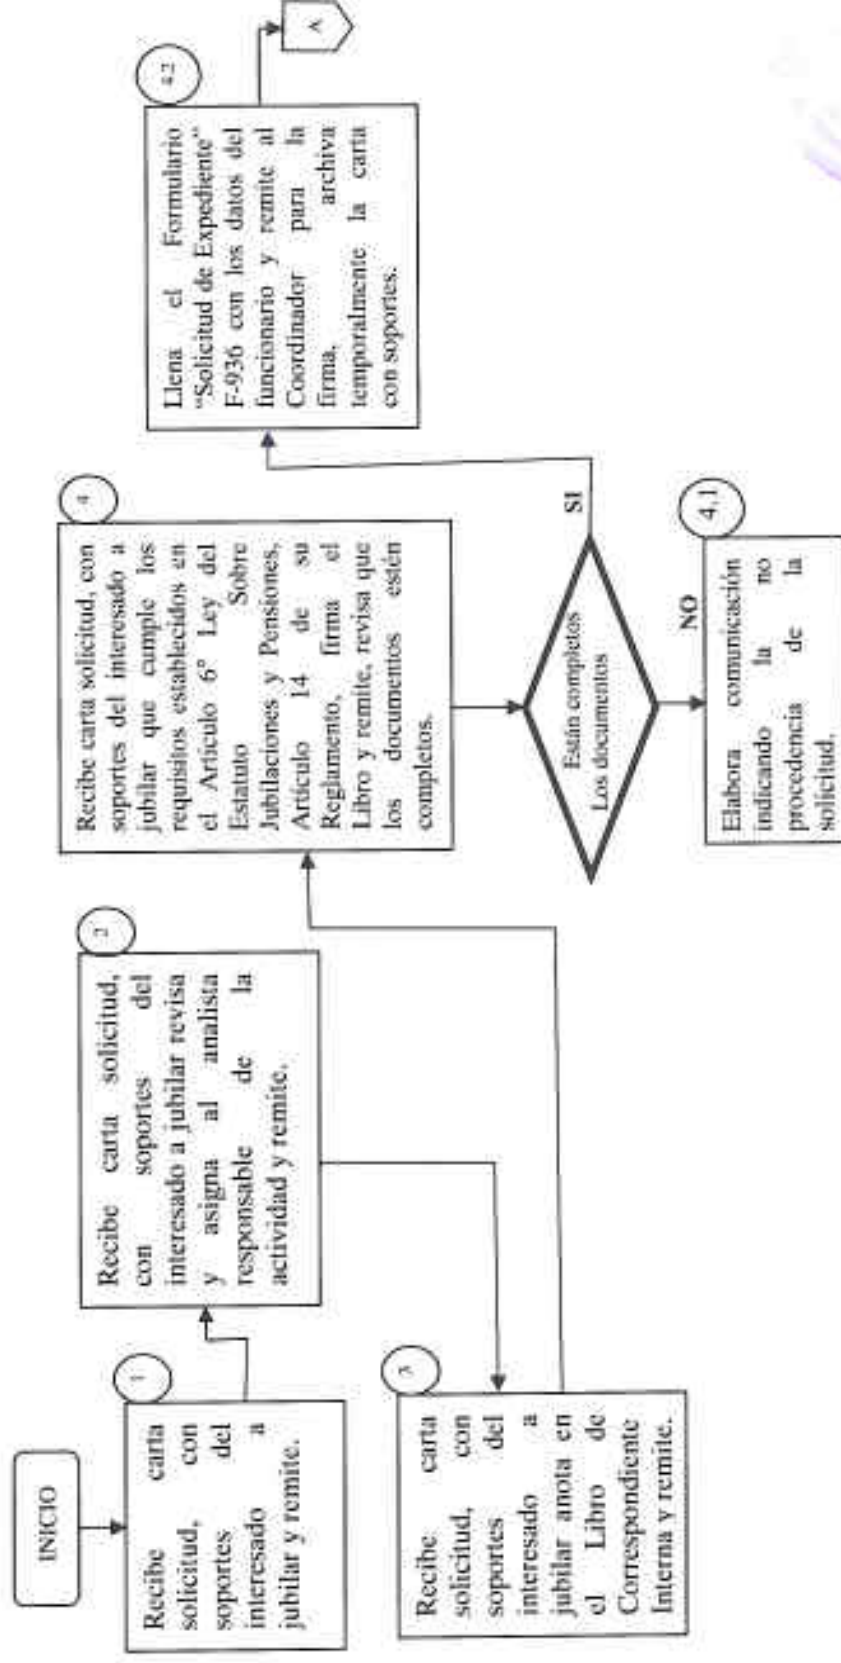 INICIO
1
Recibe carta
solicitud, con
soportes del
interesado a
jubilar y remite.
2
Recibe carta solicitud,
con soportes del
interesado a jubilar revisa
y asigna al analista
responsable de la
actividad y remite.
3
Recibe carta
solicitud, con
soportes del
interesado a
jubilar anota en
el Libro de
Correspondiente
Interna y remite.
4
Recibe carta solicitud, con
soportes del interesado a
jubilar que cumple los
requisitos establecidos en
el Artículo 6° Ley del
Estatuto Sobre
Jubilaciones y Pensiones,
Artículo 14 de su
Reglamento, firma el
Libro y remite, revisa que
los documentos estén
completos.
Están completos
Los documentos
SI
NO
4.1
Elabora comunicación
indicando la no
procedencia de la
solicitud.
4.2
Llena el Formulario
“Solicitud de Expediente”
F-936 con los datos del
funcionario y remite al
Coordinador para la
firma, archiva
temporalmente la carta
con soportes.
A